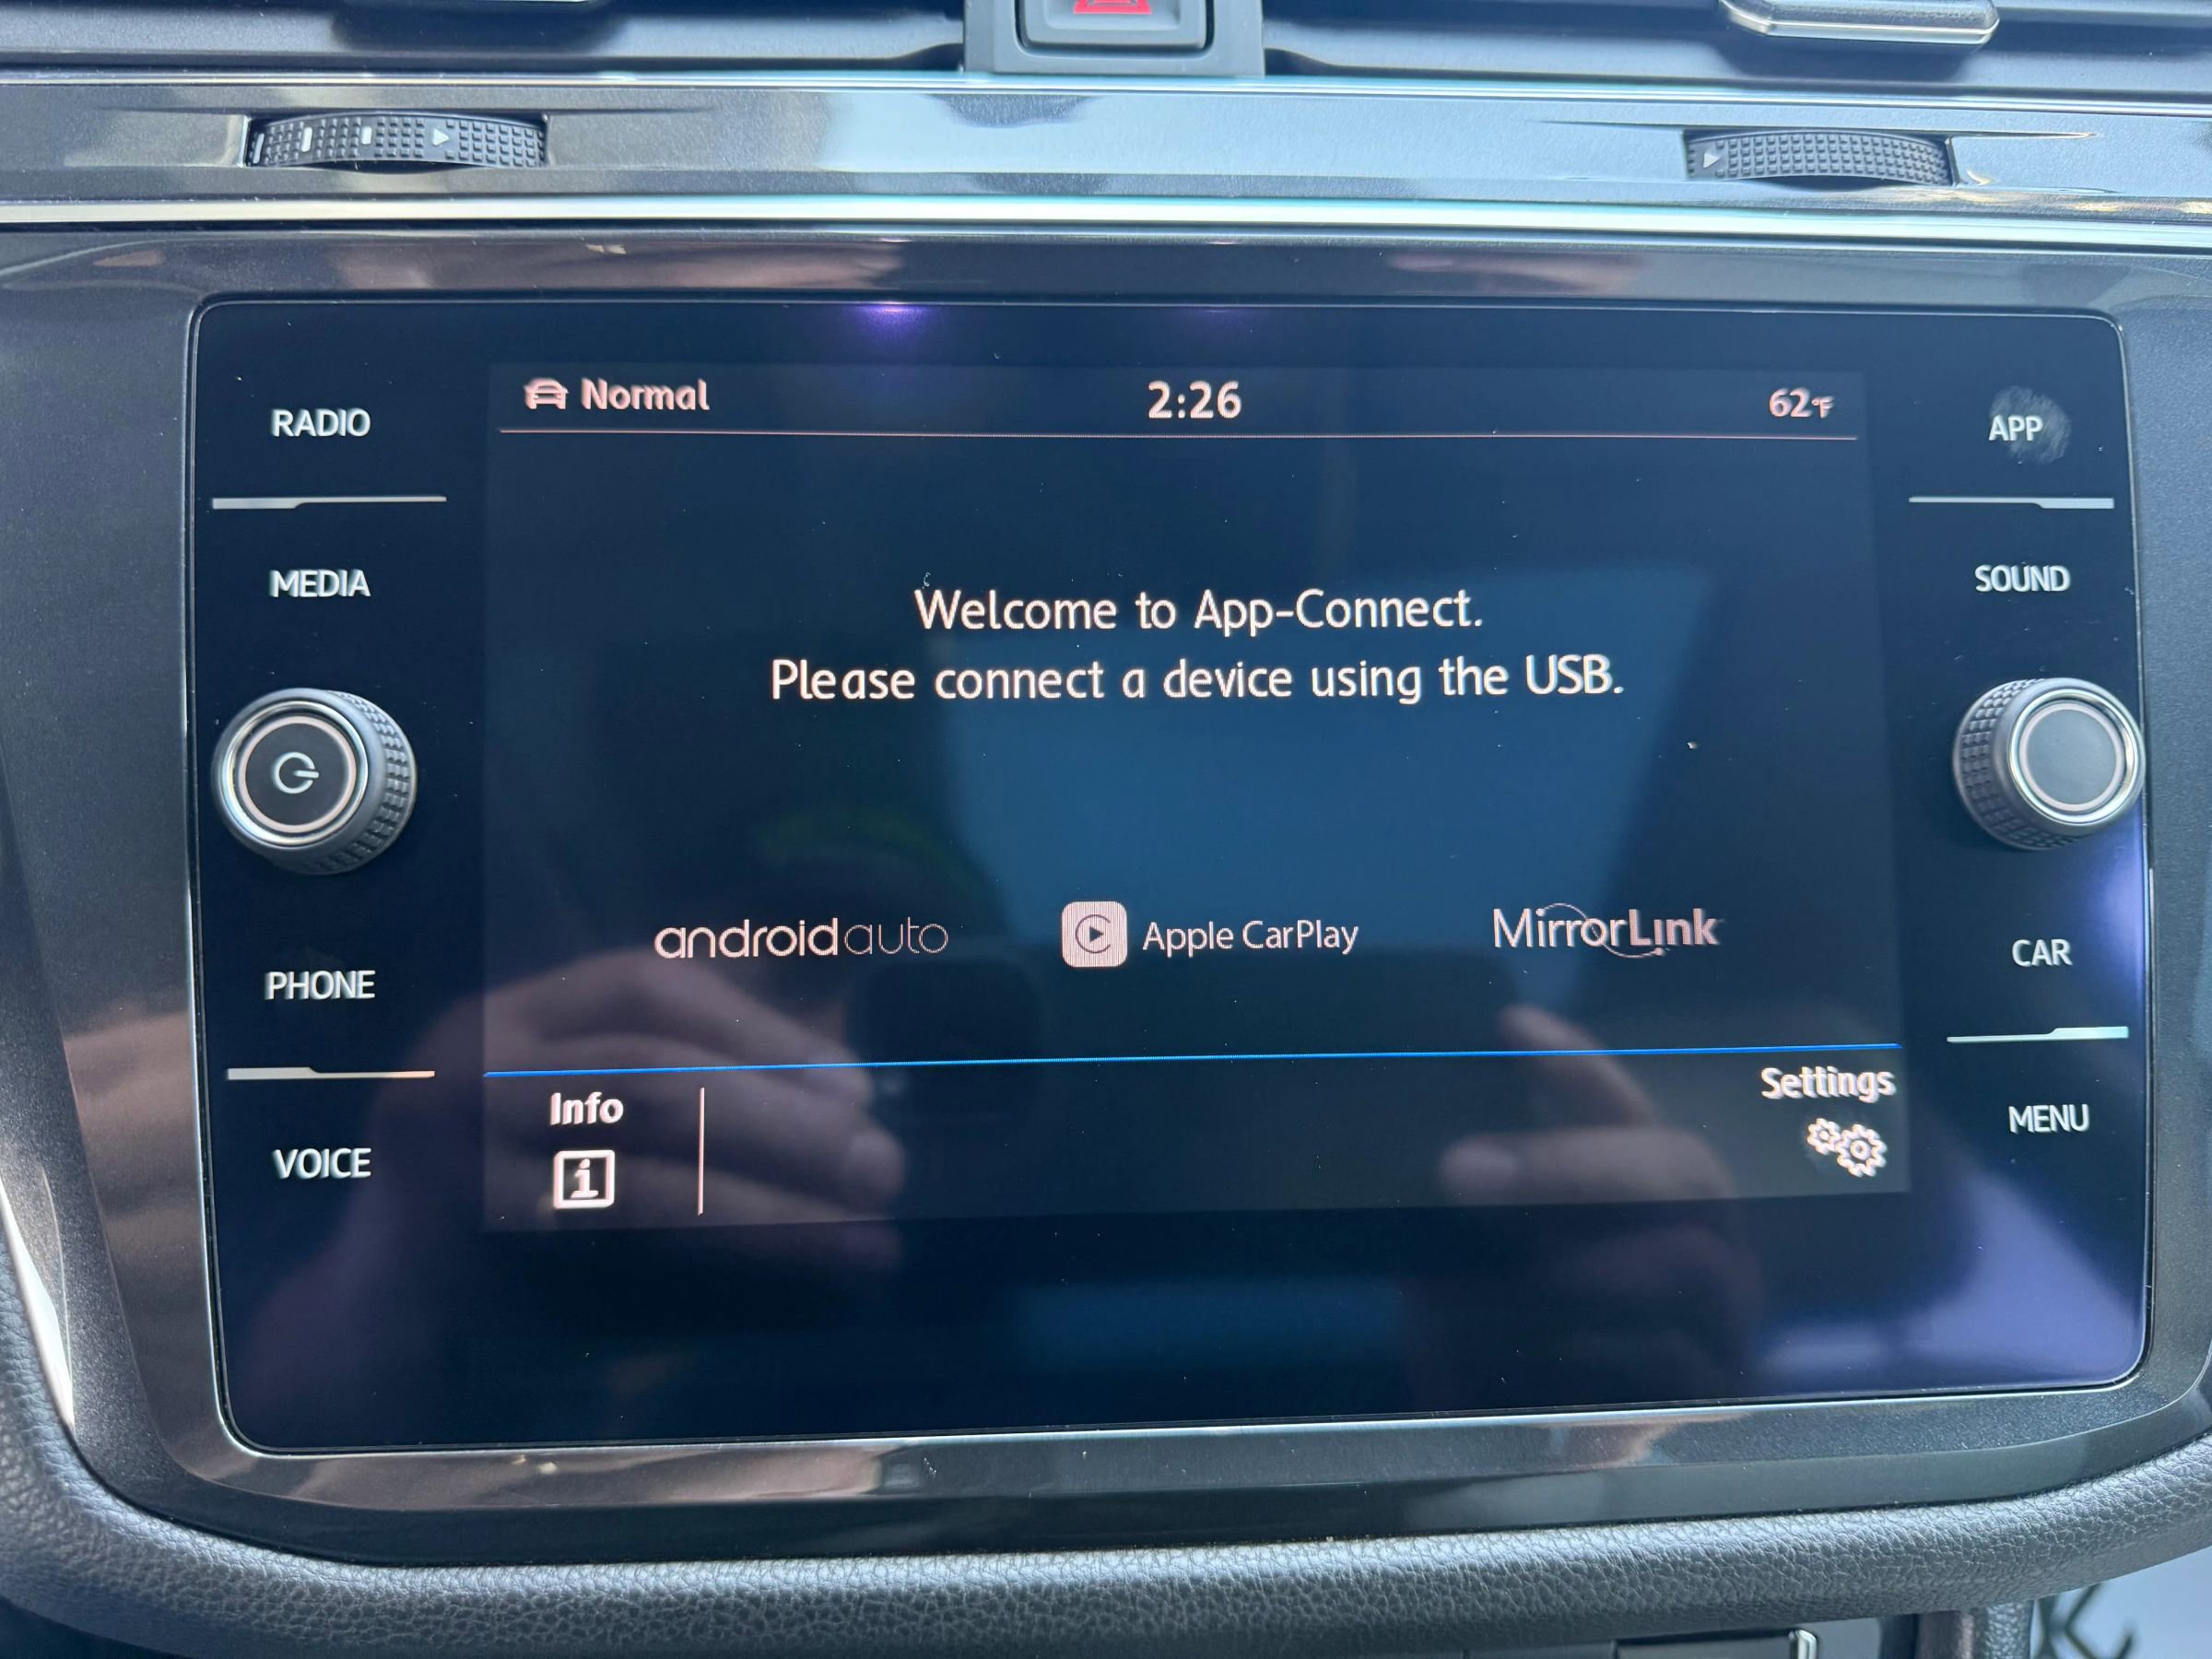 RADIO
MEDIA
PHONE
VOICE
Normal
2:26
62°F
Welcome to App-Connect.
Please connect a device using the USB.
androidauto
Apple CarPlay
MirrorLink
Info
Settings
APP
SOUND
CAR
MENU